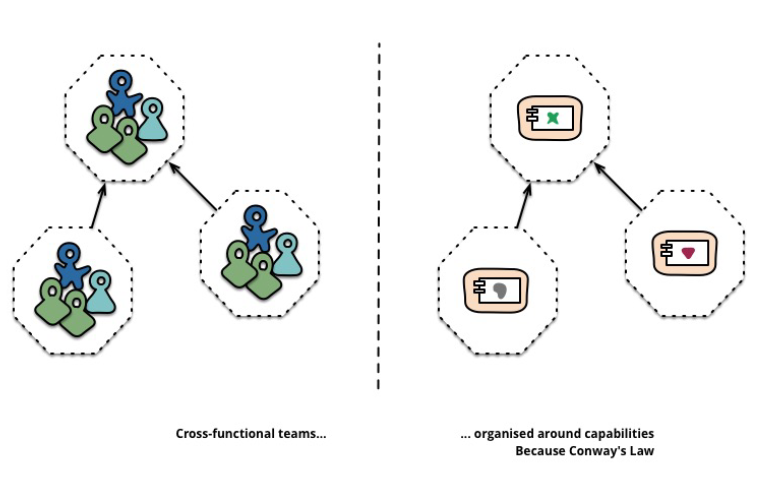 Cross-functional teams...
... organised around capabilities
Because Conway's Law